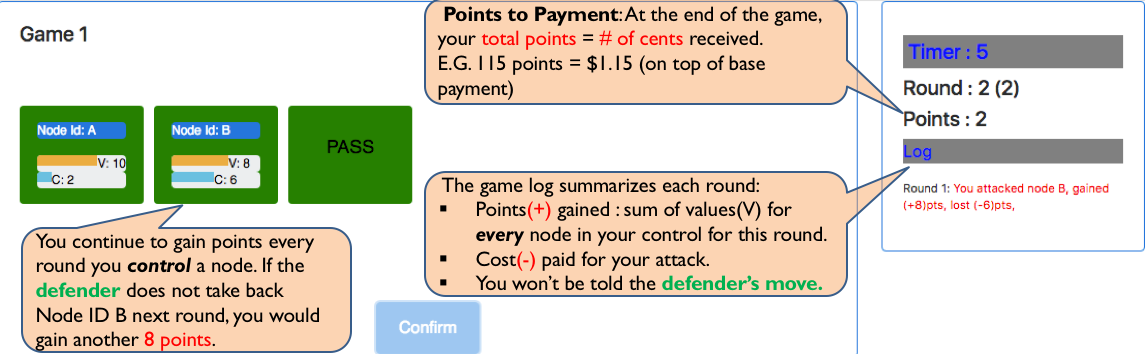 Game 1
Points to Payment: At the end of the game,
your total points = # of cents received.
E.G. 115 points = $1.15 (on top of base
payment)
Timer : 5
Round : 2 (2)
Points : 2
Log
Round 1: You attacked node B, gained
(+8)pts, lost (-6)pts,
Node Id: A
V: 10
C: 2
Node Id: B
V: 8
C: 6
PASS
The game log summarizes each round:
▪ Points(+) gained : sum of values(V) for
every node in your control for this round.
▪ Cost(-) paid for your attack.
▪ You won't be told the defender's move.
You continue to gain points every
round you control a node. If the
defender does not take back
Node ID B next round, you would
gain another 8 points.
Confirm